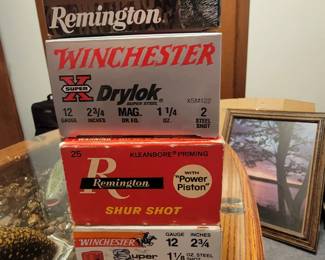 Remington
WINCHESTER
SUPER X
Drylok
SUPER STEEL
XSM122
12 2 3/4 MAG. 1 1/4 2
GAUGE INCHES DR. EQ. OZ. STEEL SHOT
25 KLEANBORE PRIMING
R
Remington
WITH "Power Piston"
SHUR SHOT
WINCHESTER GAUGE INCHES
12 2 3/4
Super 1 1/8 OZ. STEEL SHOT